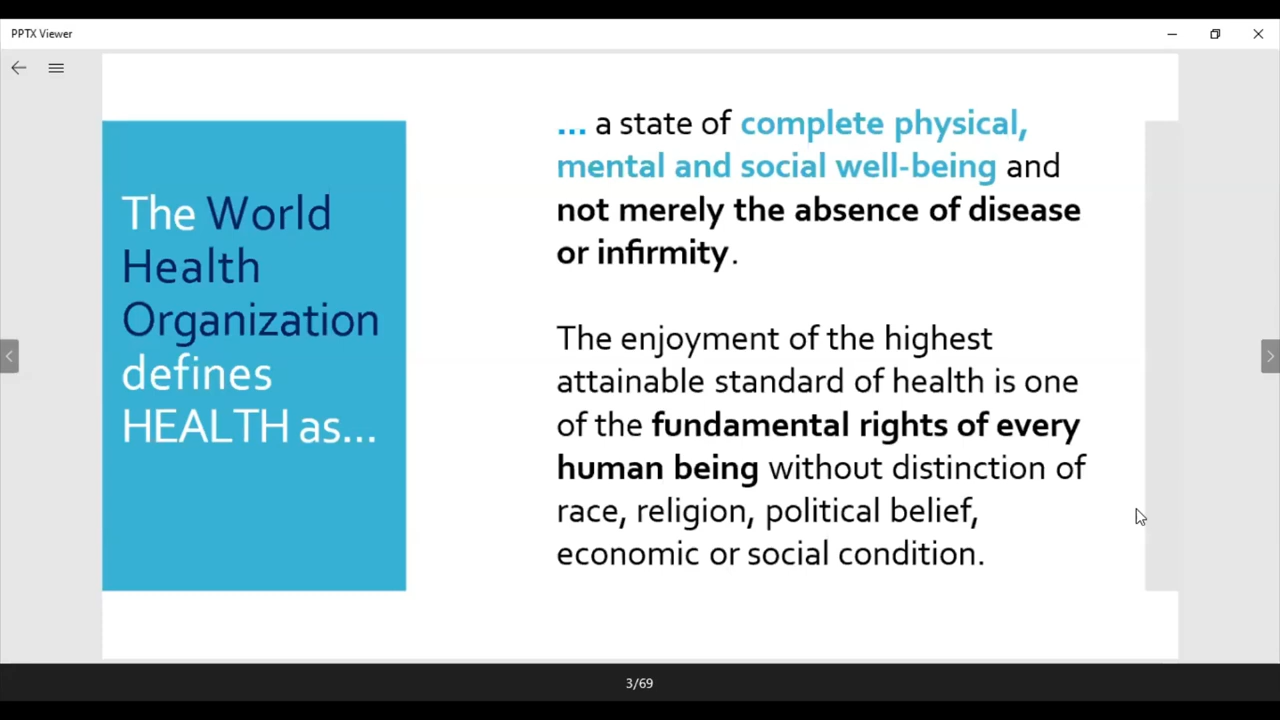 PPTX Viewer
The World
Health
Organization
defines
HEALTH as...
... a state of complete physical,
mental and social well-being and
not merely the absence of disease
or infirmity.
The enjoyment of the highest
attainable standard of health is one
of the fundamental rights of every
human being without distinction of
race, religion, political belief,
economic or social condition.
3/69